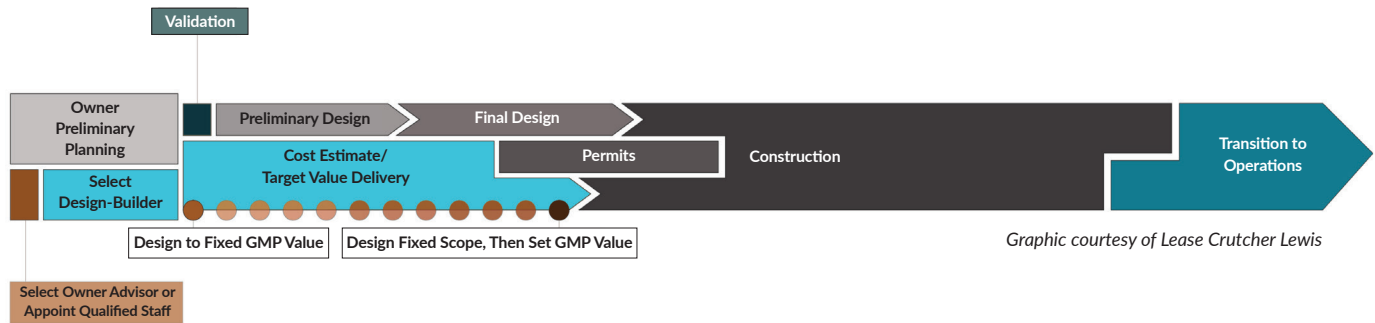 Validation
Owner
Preliminary
Planning
Preliminary Design
Final Design
Cost Estimate/
Target Value Delivery
Permits
Construction
Transition to
Operations
Select
Design-Builder
Design to Fixed GMP Value
Design Fixed Scope, Then Set GMP Value
Graphic courtesy of Lease Crutcher Lewis
Select Owner Advisor or
Appoint Qualified Staff